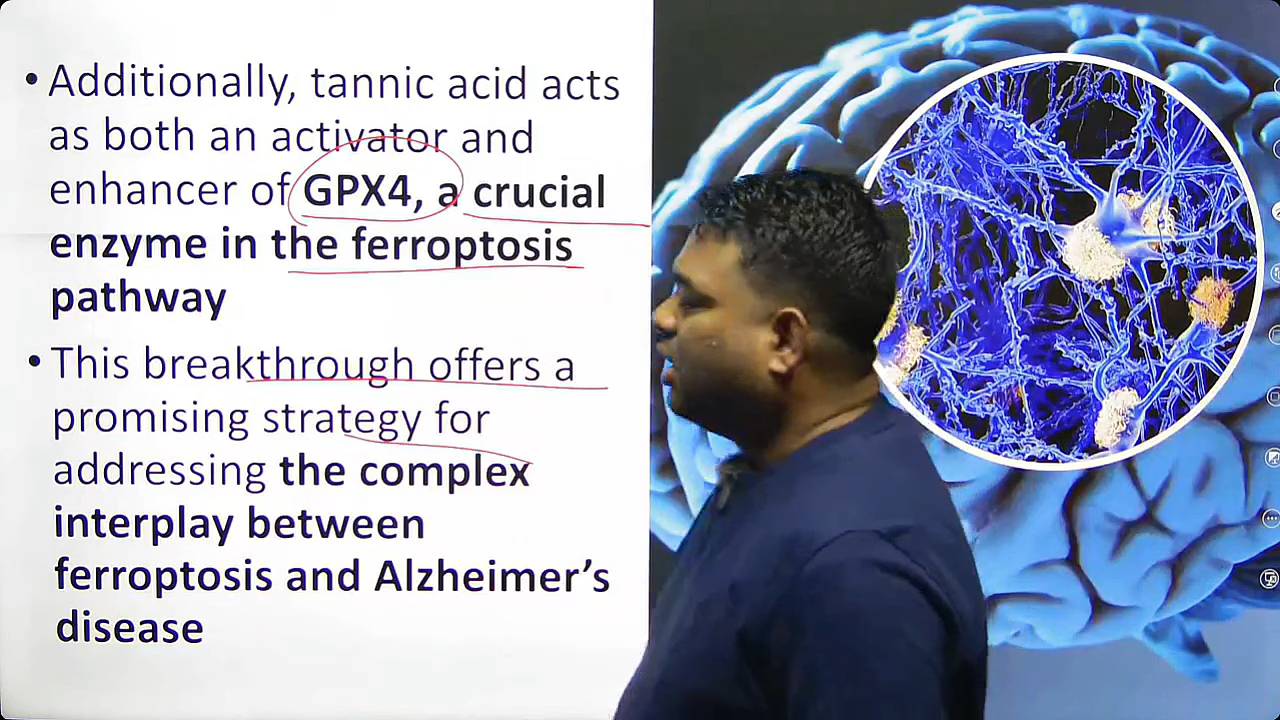 • Additionally, tannic acid acts
as both an activator and
enhancer of GPX4, a crucial
enzyme in the ferroptosis
pathway
• This breakthrough offers a
promising strategy for
addressing the complex
interplay between
ferroptosis and Alzheimer’s
disease